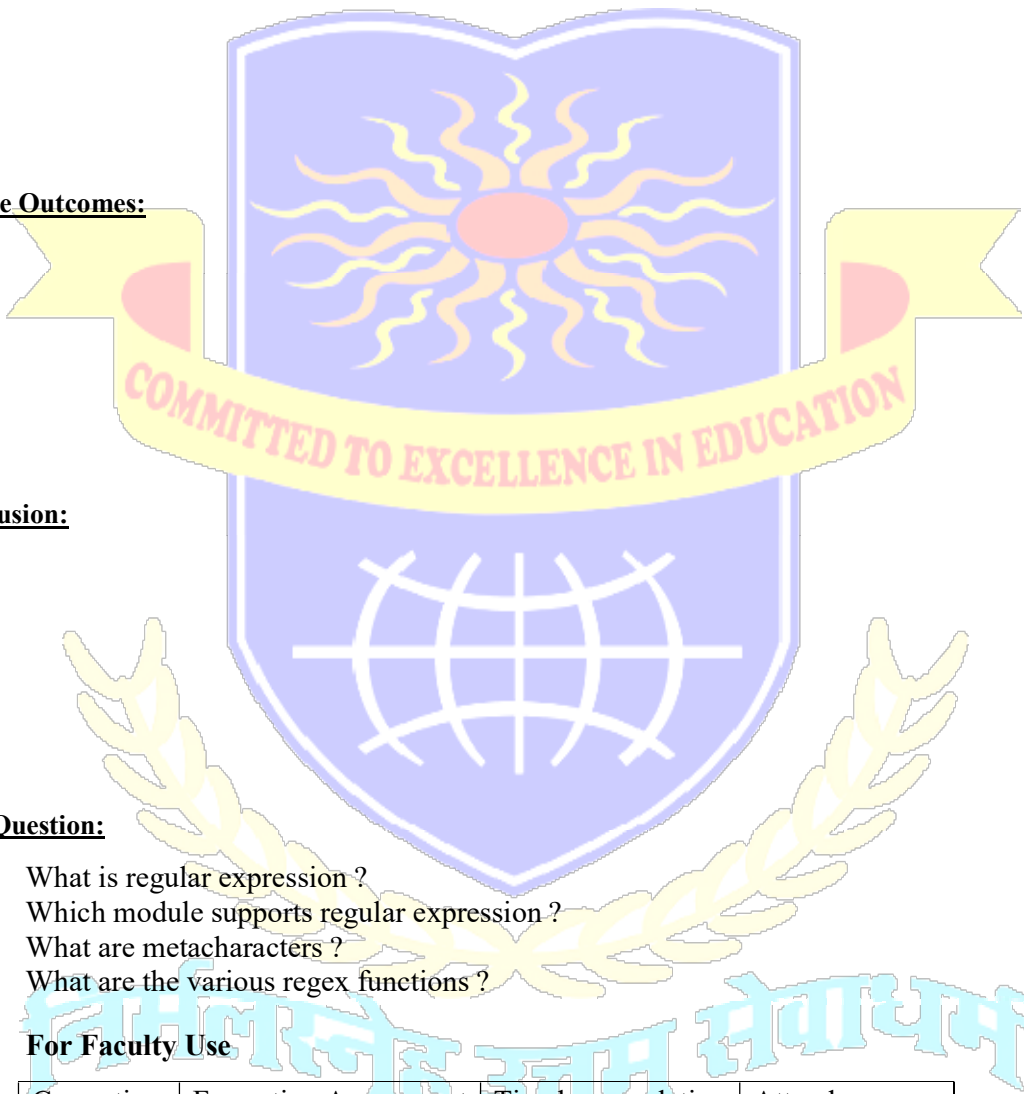 e Outcomes:
COMMITTED TO EXCELLENCE IN EDUCATION
usion:
Question:
What is regular expression ?
Which module supports regular expression ?
What are metacharacters ?
What are the various regex functions ?
For Faculty Use